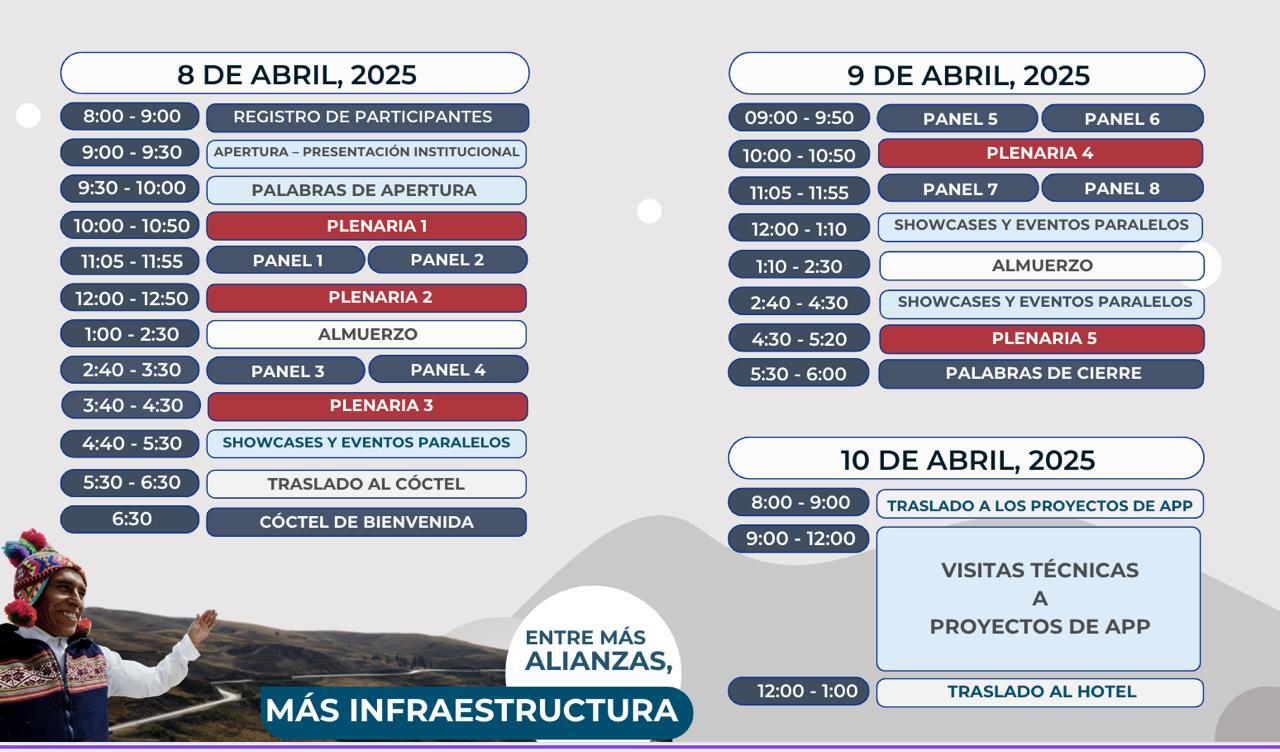 8 DE ABRIL, 2025
8:00 - 9:00 REGISTRO DE PARTICIPANTES
9:00 - 9:30 APERTURA – PRESENTACIÓN INSTITUCIONAL
9:30 - 10:00 PALABRAS DE APERTURA
10:00 - 10:50 PLENARIA 1
11:05 - 11:55 PANEL 1 PANEL 2
12:00 - 12:50 PLENARIA 2
1:00 - 2:30 ALMUERZO
2:40 - 3:30 PANEL 3 PANEL 4
3:40 - 4:30 PLENARIA 3
4:40 - 5:30 SHOWCASES Y EVENTOS PARALELOS
5:30 - 6:30 TRASLADO AL CÓCTEL
6:30 CÓCTEL DE BIENVENIDA
ENTRE MÁS
ALIANZAS,
MÁS INFRAESTRUCTURA
9 DE ABRIL, 2025
09:00 - 9:50 PANEL 5 PANEL 6
10:00 - 10:50 PLENARIA 4
11:05 - 11:55 PANEL 7 PANEL 8
12:00 - 1:10 SHOWCASES Y EVENTOS PARALELOS
1:10 - 2:30 ALMUERZO
2:40 - 4:30 SHOWCASES Y EVENTOS PARALELOS
4:30 - 5:20 PLENARIA 5
5:30 - 6:00 PALABRAS DE CIERRE
10 DE ABRIL, 2025
8:00 - 9:00 TRASLADO A LOS PROYECTOS DE APP
9:00 - 12:00 VISITAS TÉCNICAS
A
PROYECTOS DE APP
12:00 - 1:00 TRASLADO AL HOTEL